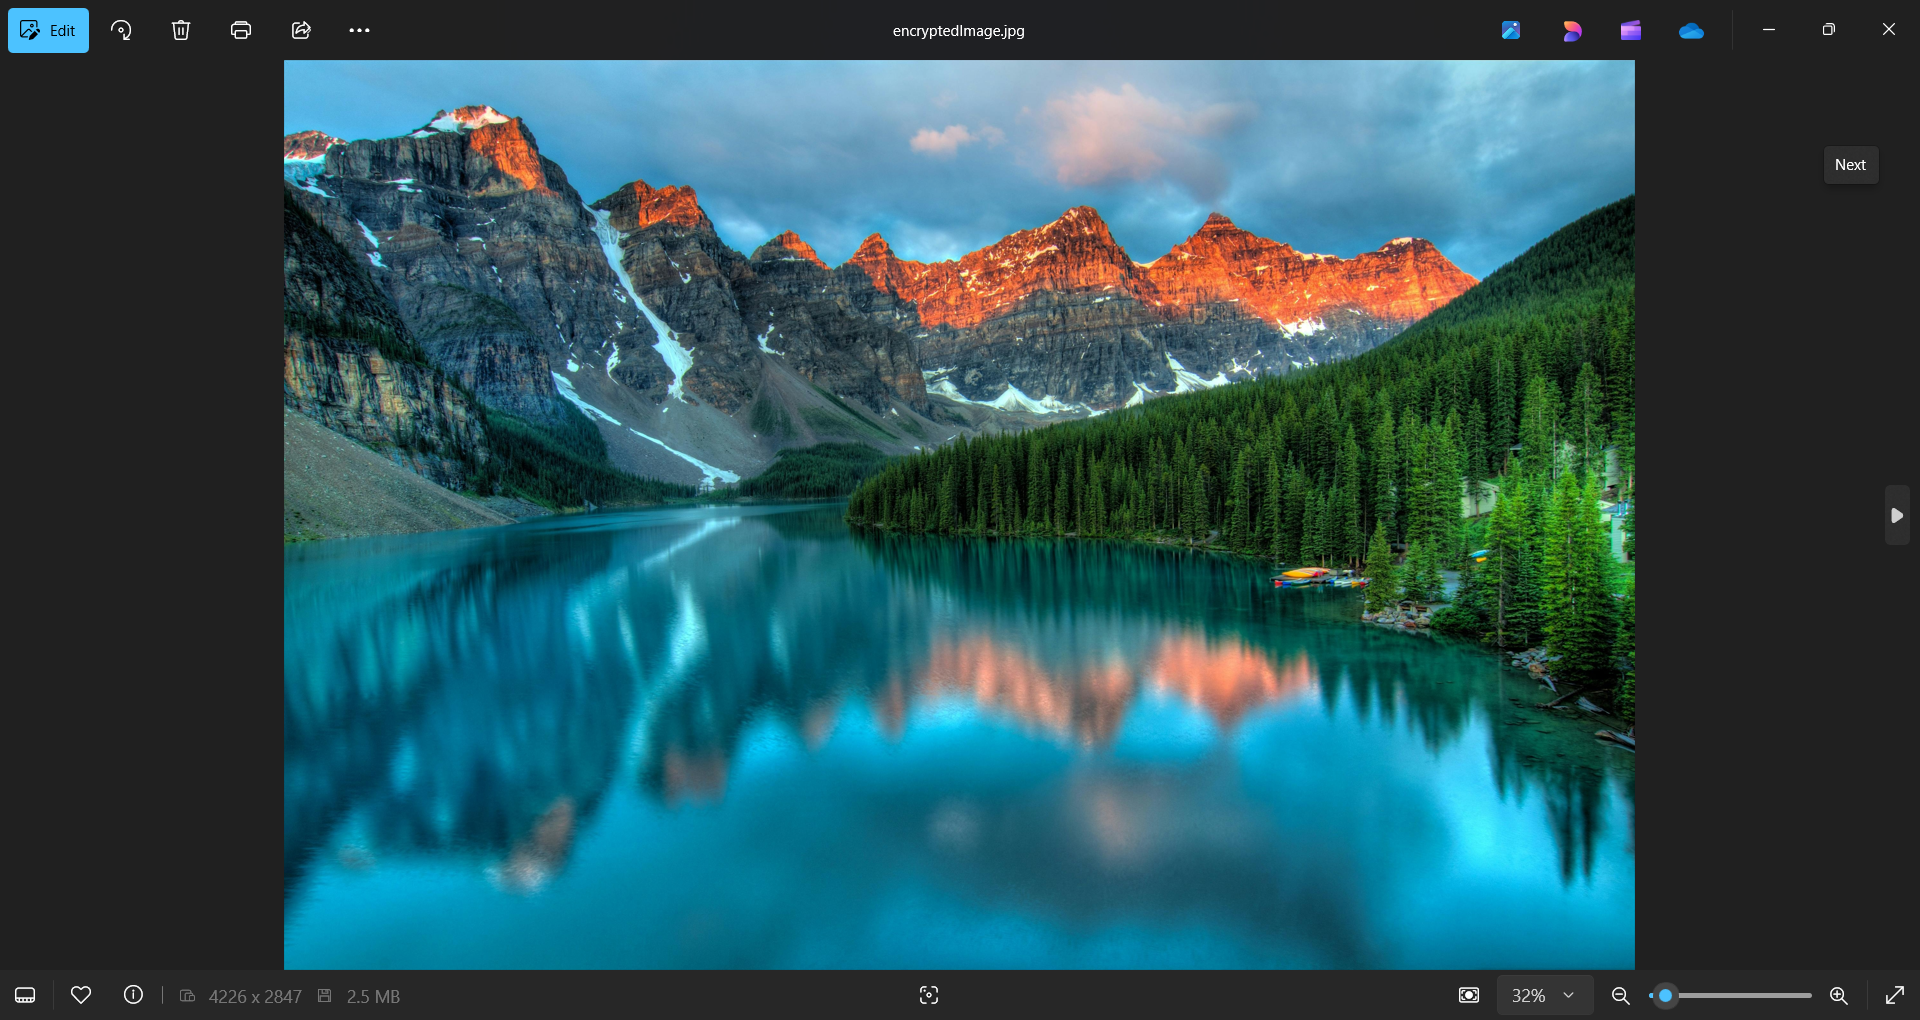 Edit
encryptedImage.jpg
Next
4226 x 2847
2.5 MB
32%